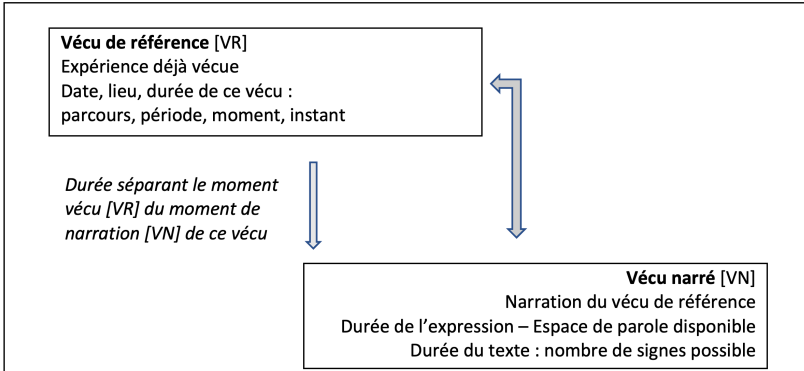 Vécu de référence [VR]
Expérience déjà vécue
Date, lieu, durée de ce vécu :
parcours, période, moment, instant
Durée séparant le moment
vécu [VR] du moment de
narration [VN] de ce vécu
Vécu narré [VN]
Narration du vécu de référence
Durée de l’expression – Espace de parole disponible
Durée du texte : nombre de signes possible